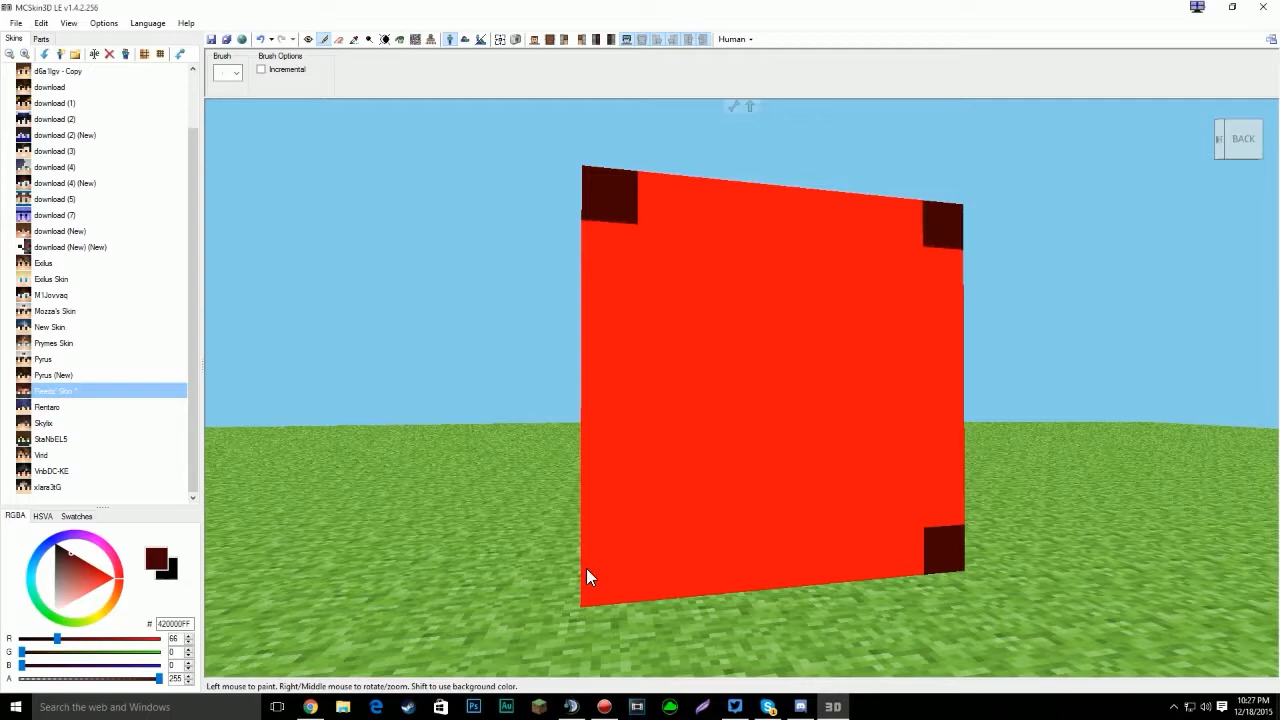 MCSkin3D LE v1.4.2.256
File Edit View Options Language Help
Skins Parts
Human
Brush
Brush Options
Incremental
d6a1lgv - Copy
download
download (1)
download (2)
download (2) (New)
download (3)
download (4)
download (4) (New)
download (5)
download (7)
download (New)
download (New) (New)
Exilus
Exilus Skin
M1Jovvaq
Mozza's Skin
New Skin
Prymes Skin
Pyrus
Pyrus (New)
Reedz' Skin *
Rentaro
Skylix
StaNbEL5
Vind
VnbDC-KE
xlara3tG
BACK
RGBA HSVA Swatches
# 420000FF
R 66
G 0
B 0
A 255
Left mouse to paint. Right/Middle mouse to rotate/zoom. Shift to use background color.
Search the web and Windows
Ps
Au
3D
10:27 PM
12/18/2015